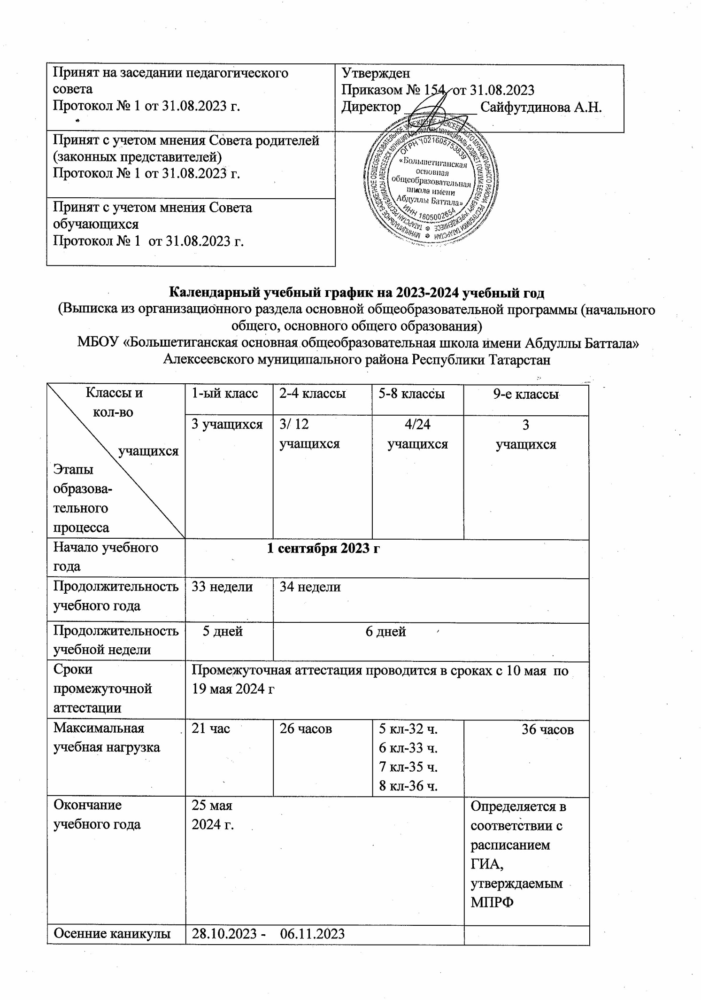 Принят на заседании педагогического
совета
Протокол № 1 от 31.08.2023 г.
Утвержден
Приказом № 154 от 31.08.2023
Директор ___________ Сайфутдинова А.Н.
Принят с учетом мнения Совета родителей
(законных представителей)
Протокол № 1 от 31.08.2023 г.
Принят с учетом мнения Совета
обучающихся
Протокол № 1 от 31.08.2023 г.
ОГРН 1021605753839
«Большетиганская
основная
общеобразовательная
школа имени
Абдуллы Баттала»
ИНН 1605002654
Календарный учебный график на 2023-2024 учебный год
(Выписка из организационного раздела основной общеобразовательной программы (начального
общего, основного общего образования)
МБОУ «Большетиганская основная общеобразовательная школа имени Абдуллы Баттала»
Алексеевского муниципального района Республики Татарстан
Классы и
кол-во
учащихся
Этапы
образова-
тельного
процесса
1-ый класс
2-4 классы
5-8 классы
9-е классы
3 учащихся
3/ 12
учащихся
4/24
учащихся
3
учащихся
Начало учебного
года
1 сентября 2023 г
Продолжительность
учебного года
33 недели
34 недели
Продолжительность
учебной недели
5 дней
6 дней
Сроки
промежуточной
аттестации
Промежуточная аттестация проводится в сроках с 10 мая по
19 мая 2024 г
Максимальная
учебная нагрузка
21 час
26 часов
5 кл-32 ч.
6 кл-33 ч.
7 кл-35 ч.
8 кл-36 ч.
36 часов
Окончание
учебного года
25 мая
2024 г.
Определяется в
соответствии с
расписанием
ГИА,
утверждаемым
МПРФ
Осенние каникулы
28.10.2023 - 06.11.2023